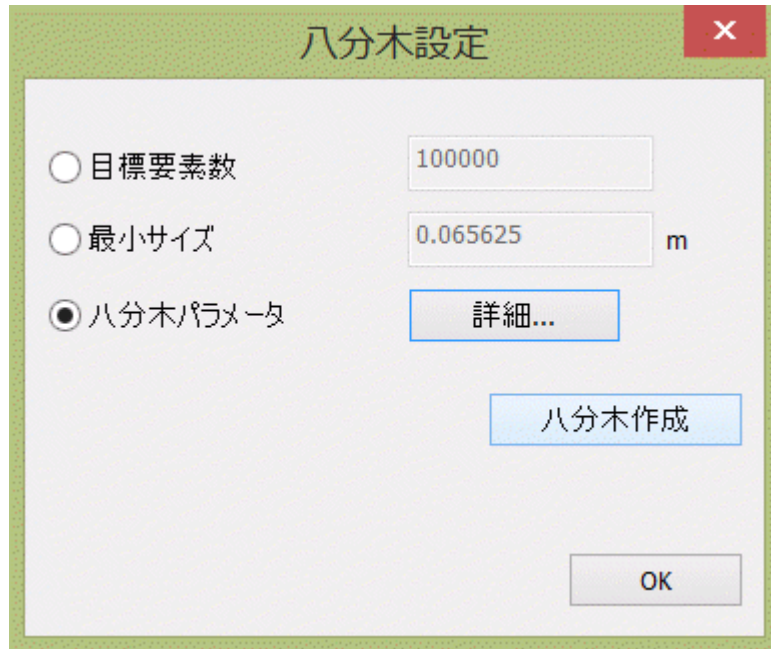 八分木設定
目標要素数 100000
最小サイズ 0.065625 m
八分木パラメータ 詳細...
八分木作成
OK